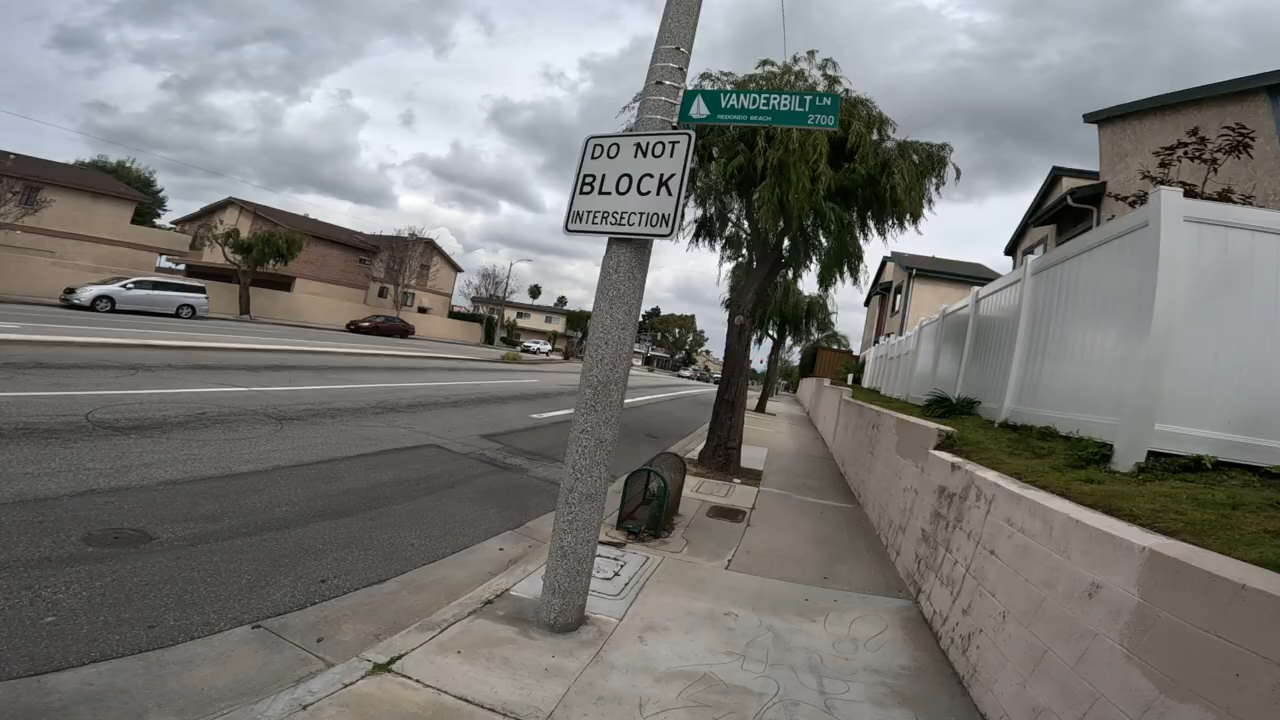 VANDERBILT LN
REDONDO BEACH 2700
DO NOT
BLOCK
INTERSECTION